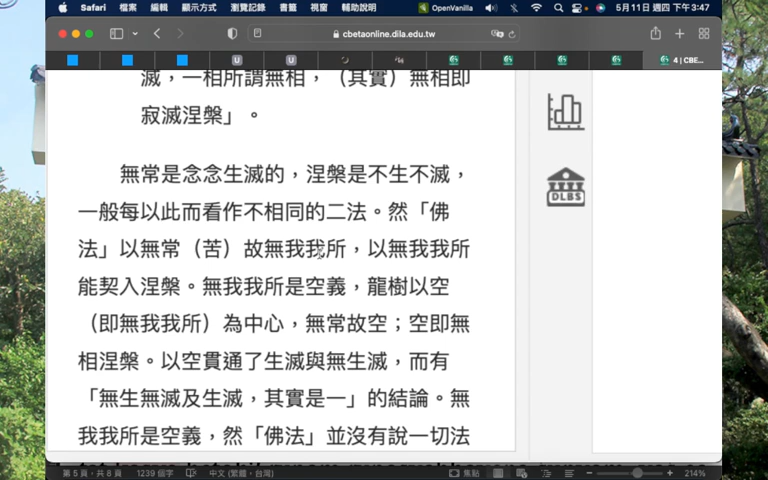 Safari 檔案 編輯 顯示方式 瀏覽記錄 書籤 視窗 輔助說明 OpenVanilla 5月11日 週四 下午3:47
cbetaonline.dila.edu.tw
4 | CBE...
滅，一相所謂無相，（其實）無相即
寂滅涅槃」。
無常是念念生滅的，涅槃是不生不滅，
一般每以此而看作不相同的二法。然「佛
法」以無常（苦）故無我我所，以無我我所
能契入涅槃。無我我所是空義，龍樹以空
（即無我我所）為中心，無常故空；空即無
相涅槃。以空貫通了生滅與無生滅，而有
「無生無滅及生滅，其實是一」的結論。無
我我所是空義，然「佛法」並沒有說一切法
DLBS
第 5 頁，共 8 頁 1239 個字 中文 (繁體，台灣) 焦點 214%